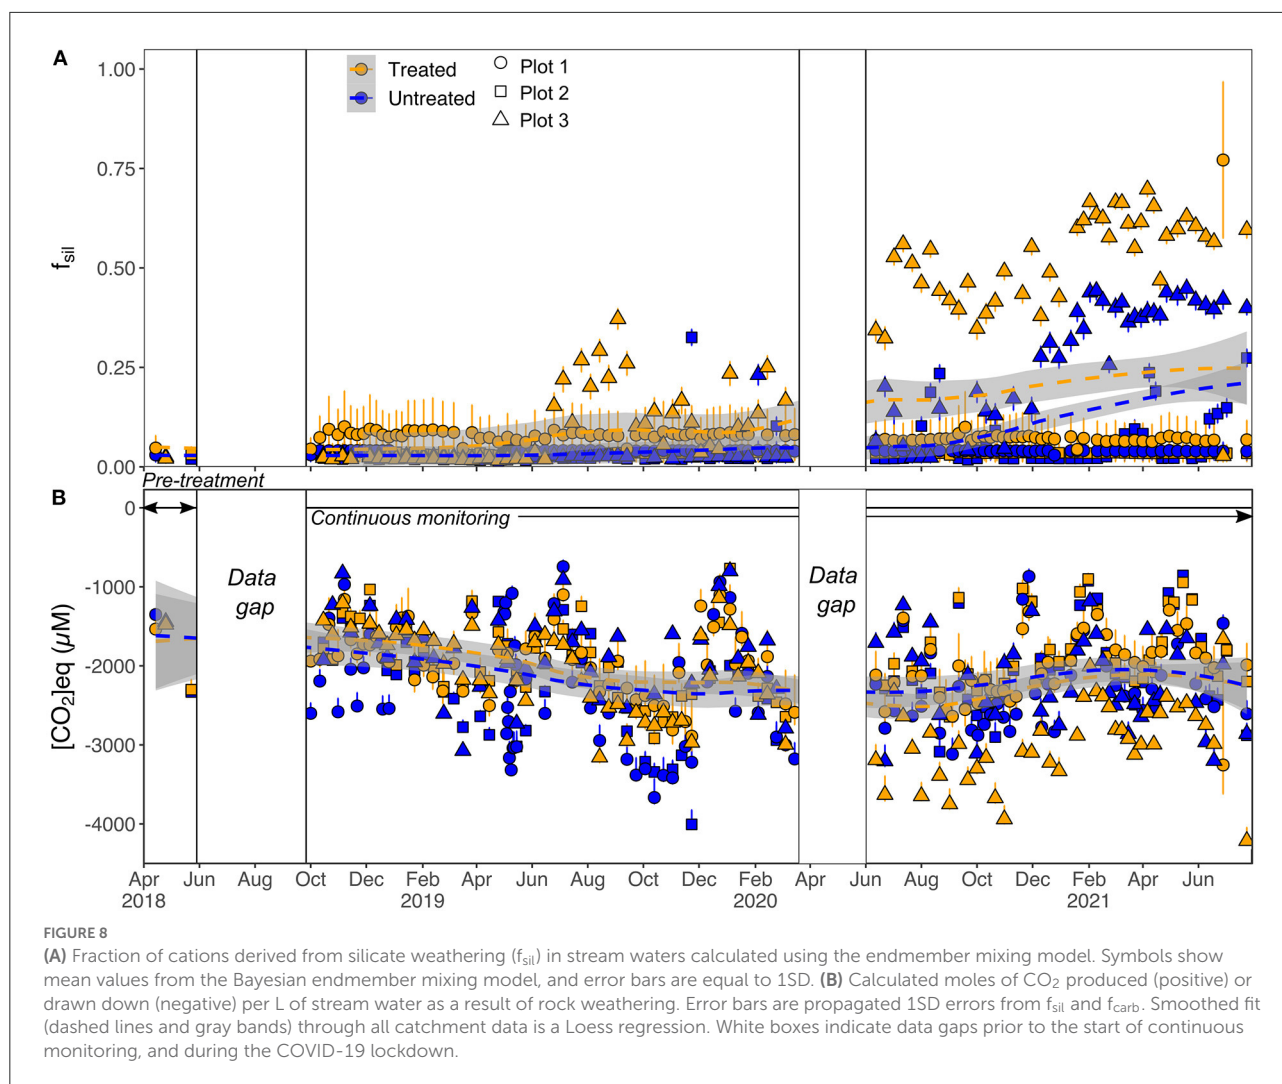 A
1.00
0.75
0.50
0.25
0.00
f_sil
Treated
Untreated
Plot 1
Plot 2
Plot 3
Pre-treatment
B
0
-1000
-2000
-3000
-4000
[CO₂]eq (µM)
Continuous monitoring
Data
gap
Data
gap
Apr Jun Aug Oct Dec Feb Apr Jun Aug Oct Dec Feb Apr Jun Aug Oct Dec Feb Apr Jun
2018 2019 2020 2021
FIGURE 8
(A) Fraction of cations derived from silicate weathering (f_sil) in stream waters calculated using the endmember mixing model. Symbols show
mean values from the Bayesian endmember mixing model, and error bars are equal to 1SD. (B) Calculated moles of CO₂ produced (positive) or
drawn down (negative) per L of stream water as a result of rock weathering. Error bars are propagated 1SD errors from f_sil and f_carb. Smoothed fit
(dashed lines and gray bands) through all catchment data is a Loess regression. White boxes indicate data gaps prior to the start of continuous
monitoring, and during the COVID-19 lockdown.